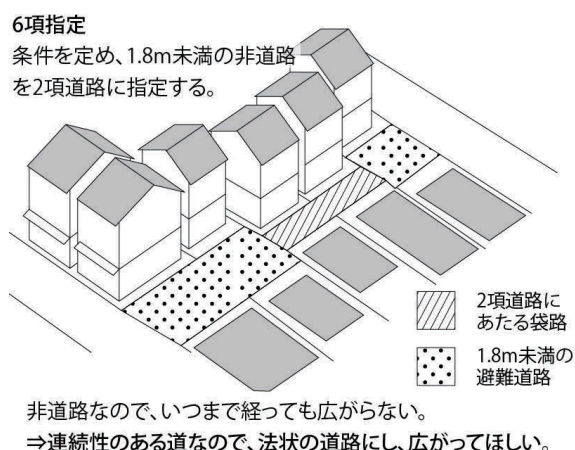 6項指定
条件を定め、1.8m未満の非道路
を2項道路に指定する。
2項道路に
あたる袋路
1.8m未満の
避難道路
非道路なので、いつまで経っても広がらない。
⇒連続性のある道なので、法状の道路にし、広がってほしい。